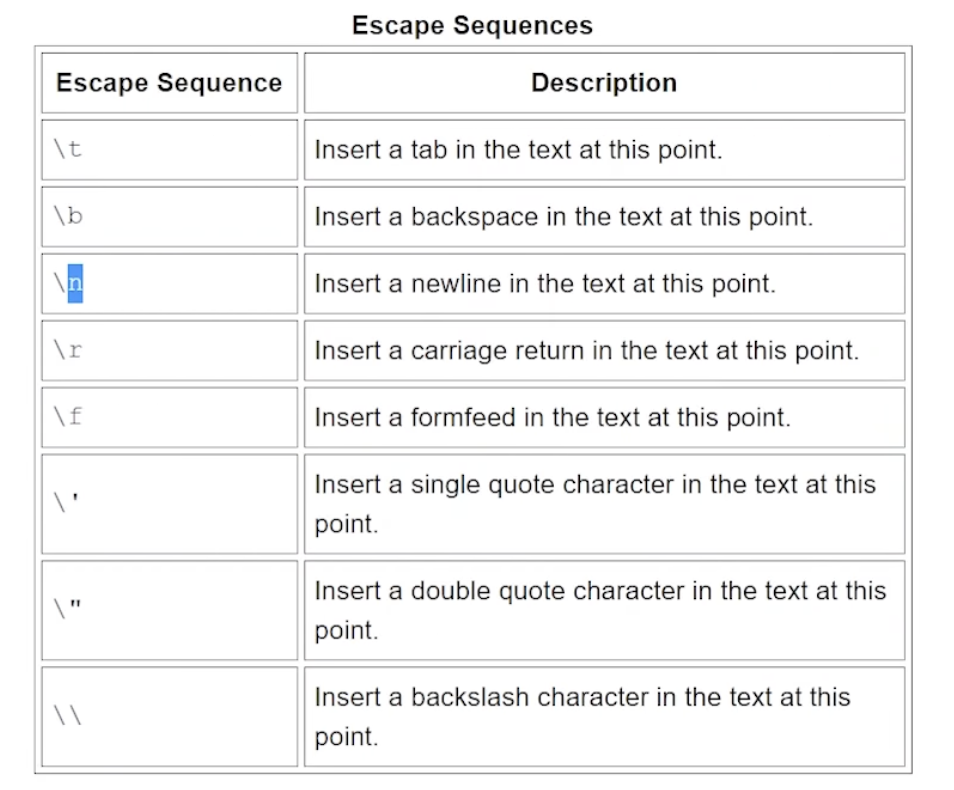 Escape Sequences
Escape Sequence Description
\t Insert a tab in the text at this point.
\b Insert a backspace in the text at this point.
\n Insert a newline in the text at this point.
\r Insert a carriage return in the text at this point.
\f Insert a formfeed in the text at this point.
\' Insert a single quote character in the text at this
point.
\" Insert a double quote character in the text at this
point.
\\ Insert a backslash character in the text at this
point.